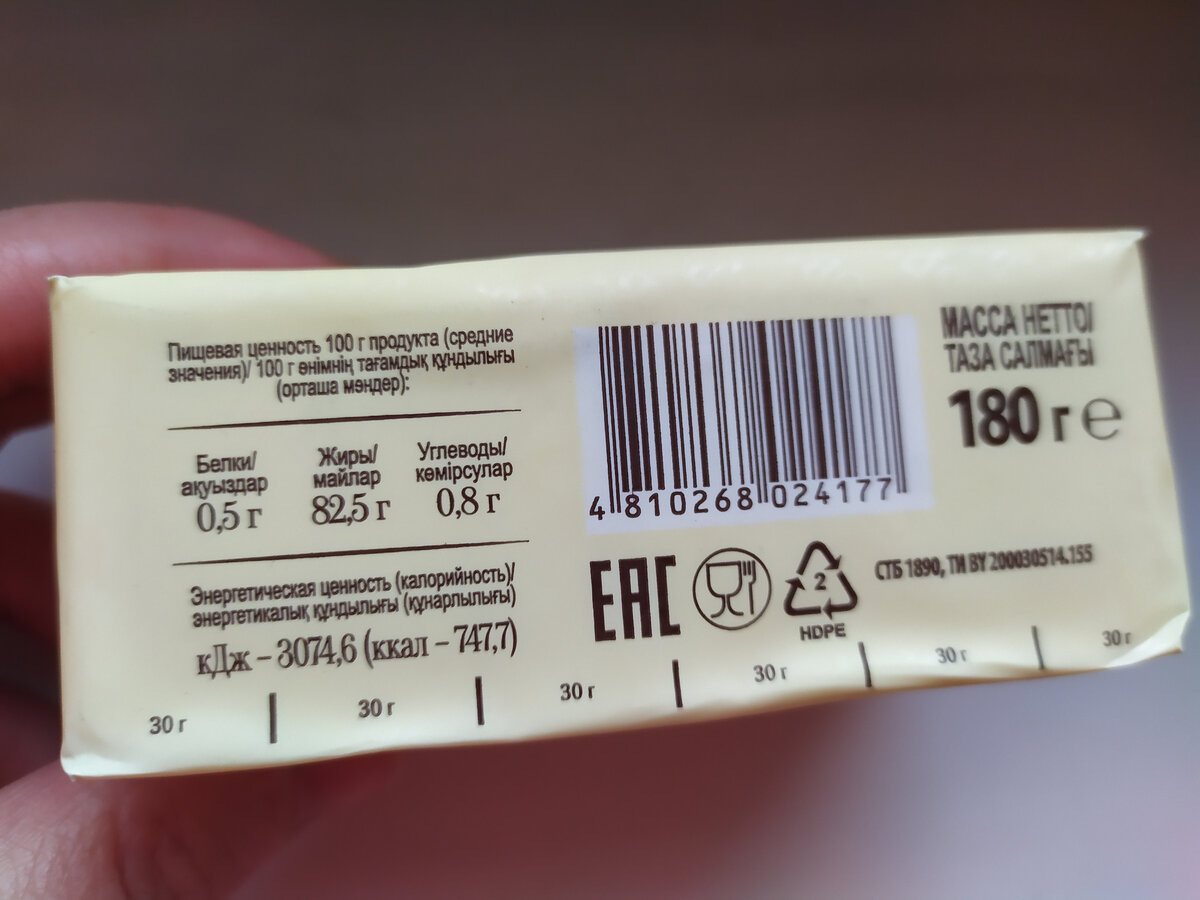 Пищевая ценность 100 г продукта (средние
значения)/ 100 г өнімнің тағамдық құндылығы
(орташа мәндер):
Белки/
ақуыздар
0,5 г
Жиры/
майлар
82,5 г
Углеводы/
көмірсулар
0,8 г
Энергетическая ценность (калорийность)/
энергетикалық құндылығы (құнарлылығы)
кДж – 3074,6 (ккал – 747,7)
4 810268 024177
МАССА НЕТТО/
ТАЗА САЛМАҒЫ
180 г e
EAC
2
HDPE
СТБ 1890, ТИ BY 200030514.155
30 г
30 г
30 г
30 г
30 г
30 г